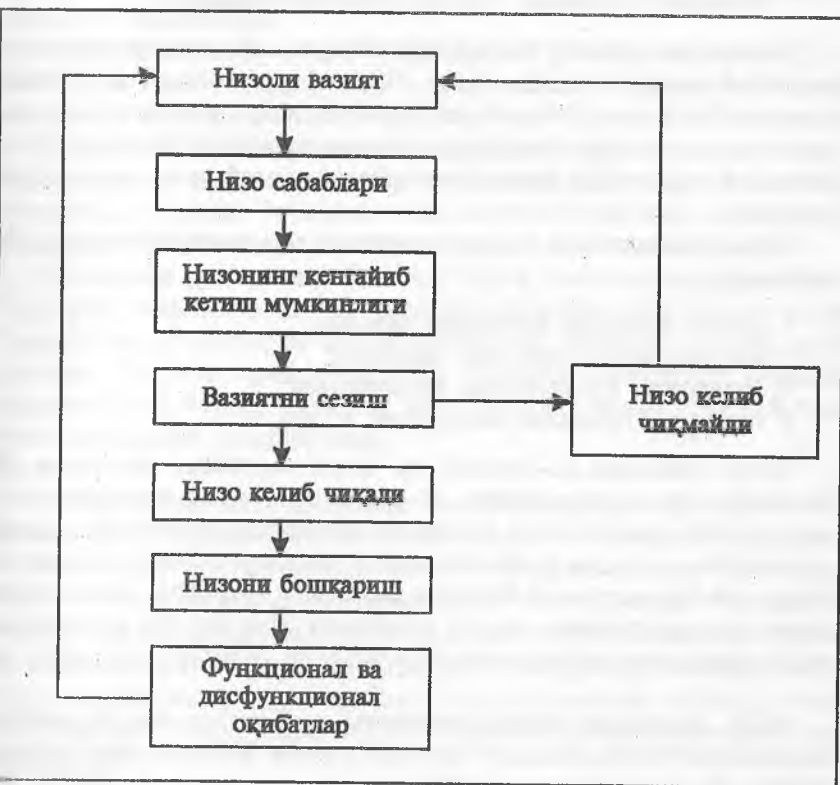 Низоли вазият
Низо сабаблари
Низонинг кенгайиб
кетиш мумкинлиги
Вазиятни сезиш
Низо келиб
чиқмайди
Низо келиб чиқади
Низони бошқариш
Функционал ва
дисфункционал
оқибатлар